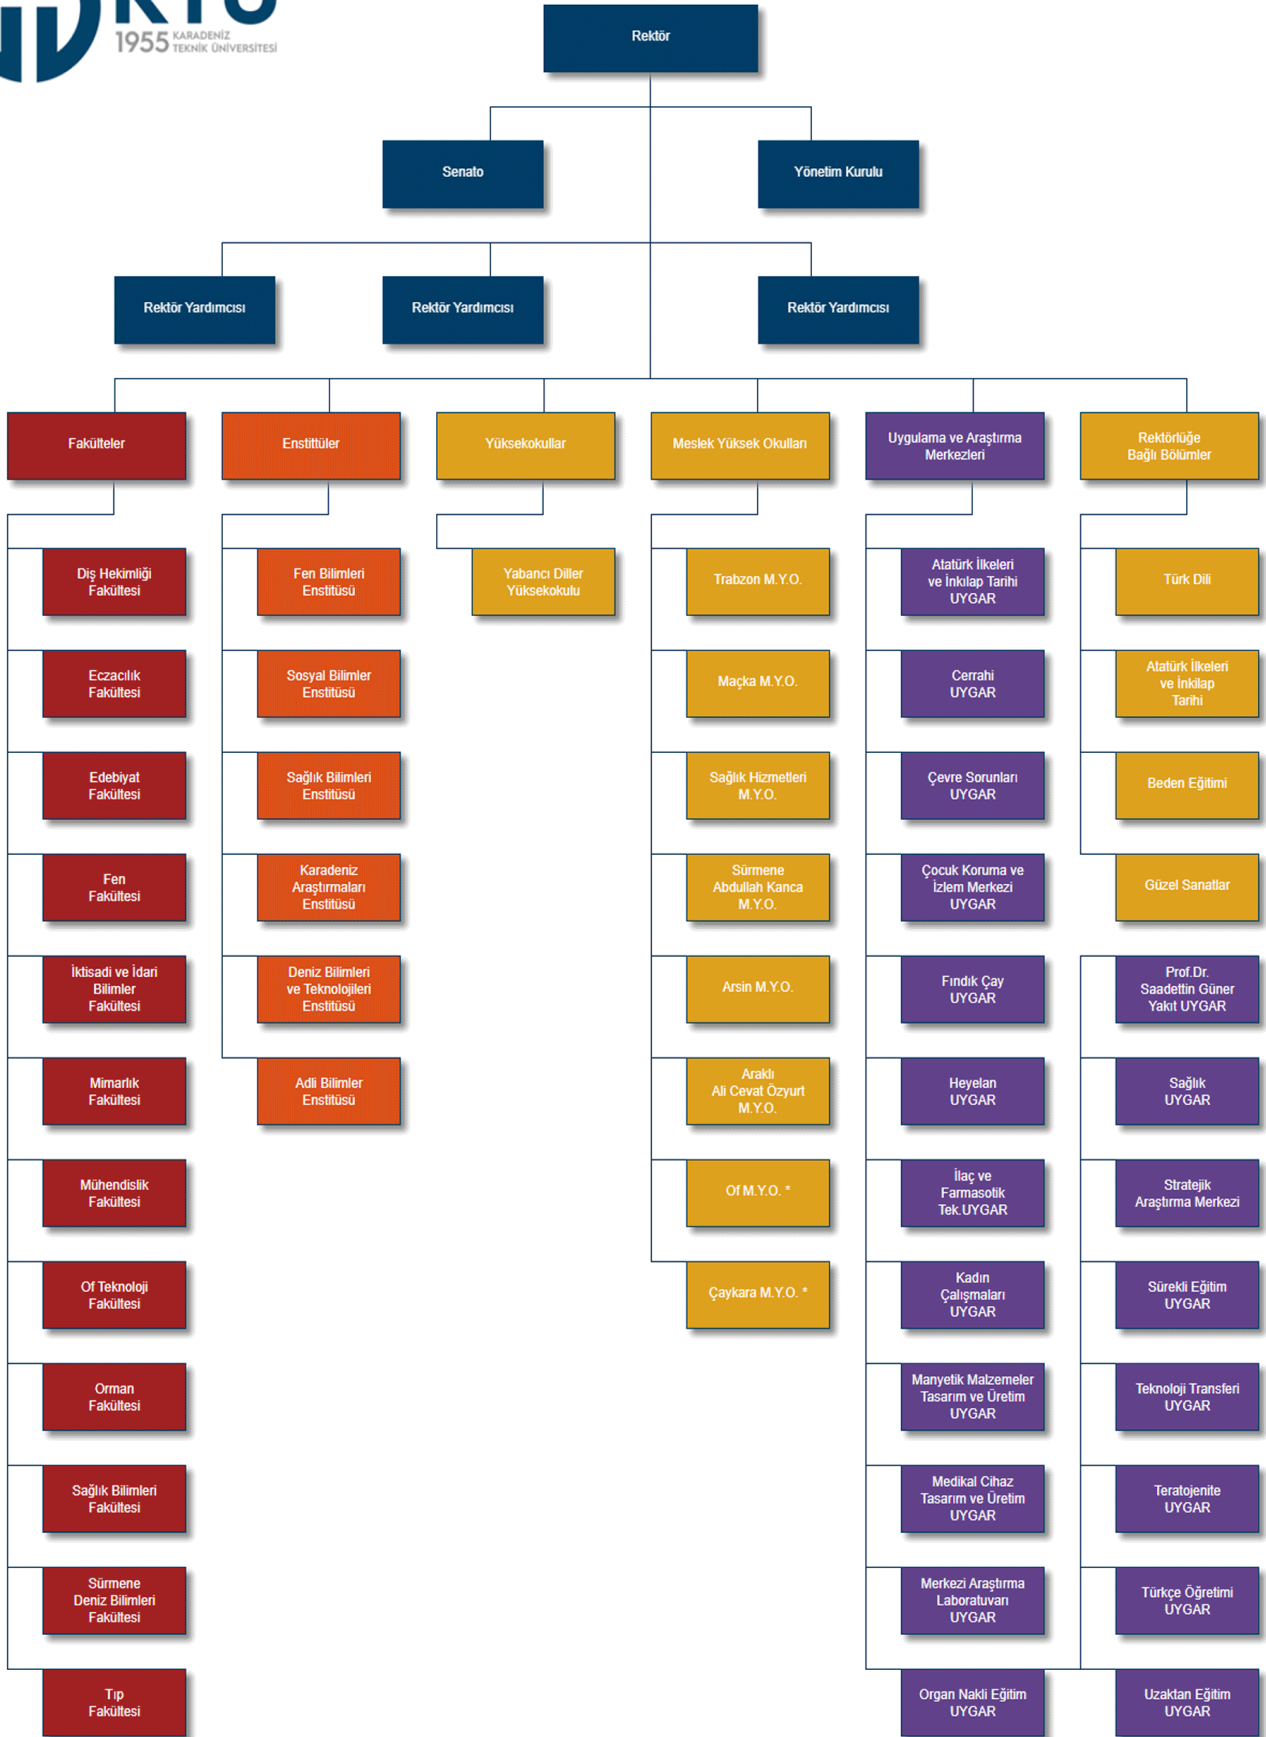 KTÜ
1955 KARADENİZ
TEKNİK ÜNİVERSİTESİ
Rektör
Senato
Yönetim Kurulu
Rektör Yardımcısı
Rektör Yardımcısı
Rektör Yardımcısı
Fakülteler
Enstittüler
Yüksekokullar
Meslek Yüksek Okulları
Uygulama ve Araştırma
Merkezleri
Rektörlüğe
Bağlı Bölümler
Diş Hekimliği
Fakültesi
Eczacılık
Fakültesi
Edebiyat
Fakültesi
Fen
Fakültesi
İktisadi ve İdari
Bilimler
Fakültesi
Mimarlık
Fakültesi
Mühendislik
Fakültesi
Of Teknoloji
Fakültesi
Orman
Fakültesi
Sağlık Bilimleri
Fakültesi
Sürmene
Deniz Bilimleri
Fakültesi
Tıp
Fakültesi
Fen Bilimleri
Enstitüsü
Sosyal Bilimler
Enstitüsü
Sağlık Bilimleri
Enstitüsü
Karadeniz
Araştırmaları
Enstitüsü
Deniz Bilimleri
ve Teknolojileri
Enstitüsü
Adli Bilimler
Enstitüsü
Yabancı Diller
Yüksekokulu
Trabzon M.Y.O.
Maçka M.Y.O.
Sağlık Hizmetleri
M.Y.O.
Sürmene
Abdullah Kanca
M.Y.O.
Arsin M.Y.O.
Araklı
Ali Cevat Özyurt
M.Y.O.
Of M.Y.O. *
Çaykara M.Y.O. *
Atatürk İlkeleri
ve İnkılap Tarihi
UYGAR
Cerrahi
UYGAR
Çevre Sorunları
UYGAR
Çocuk Koruma ve
İzlem Merkezi
UYGAR
Fındık Çay
UYGAR
Heyelan
UYGAR
İlaç ve
Farmasotik
Tek.UYGAR
Kadın
Çalışmaları
UYGAR
Manyetik Malzemeler
Tasarım ve Üretim
UYGAR
Medikal Cihaz
Tasarım ve Üretim
UYGAR
Merkezi Araştırma
Laboratuvarı
UYGAR
Organ Nakli Eğitim
UYGAR
Türk Dili
Atatürk İlkeleri
ve İnkilap
Tarihi
Beden Eğitimi
Güzel Sanatlar
Prof.Dr.
Saadettin Güner
Yakıt UYGAR
Sağlık
UYGAR
Stratejik
Araştırma Merkezi
Sürekli Eğitim
UYGAR
Teknoloji Transferi
UYGAR
Teratojenite
UYGAR
Türkçe Öğretimi
UYGAR
Uzaktan Eğitim
UYGAR